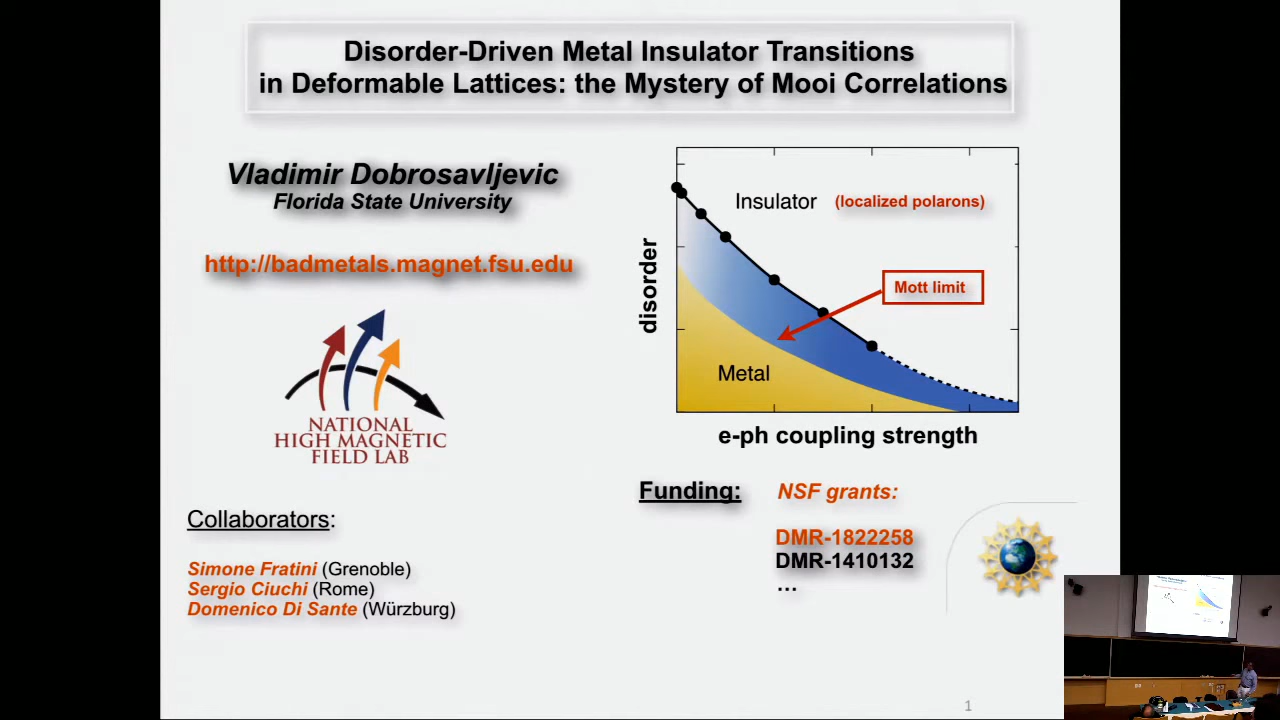 Disorder-Driven Metal Insulator Transitions
in Deformable Lattices: the Mystery of Mooi Correlations
Vladimir Dobrosavljevic
Florida State University
http://badmetals.magnet.fsu.edu
NATIONAL
HIGH MAGNETIC
FIELD LAB
Collaborators:
Simone Fratini (Grenoble)
Sergio Ciuchi (Rome)
Domenico Di Sante (Würzburg)
disorder
Insulator (localized polarons)
Mott limit
Metal
e-ph coupling strength
Funding: NSF grants:
DMR-1822258
DMR-1410132
…
1